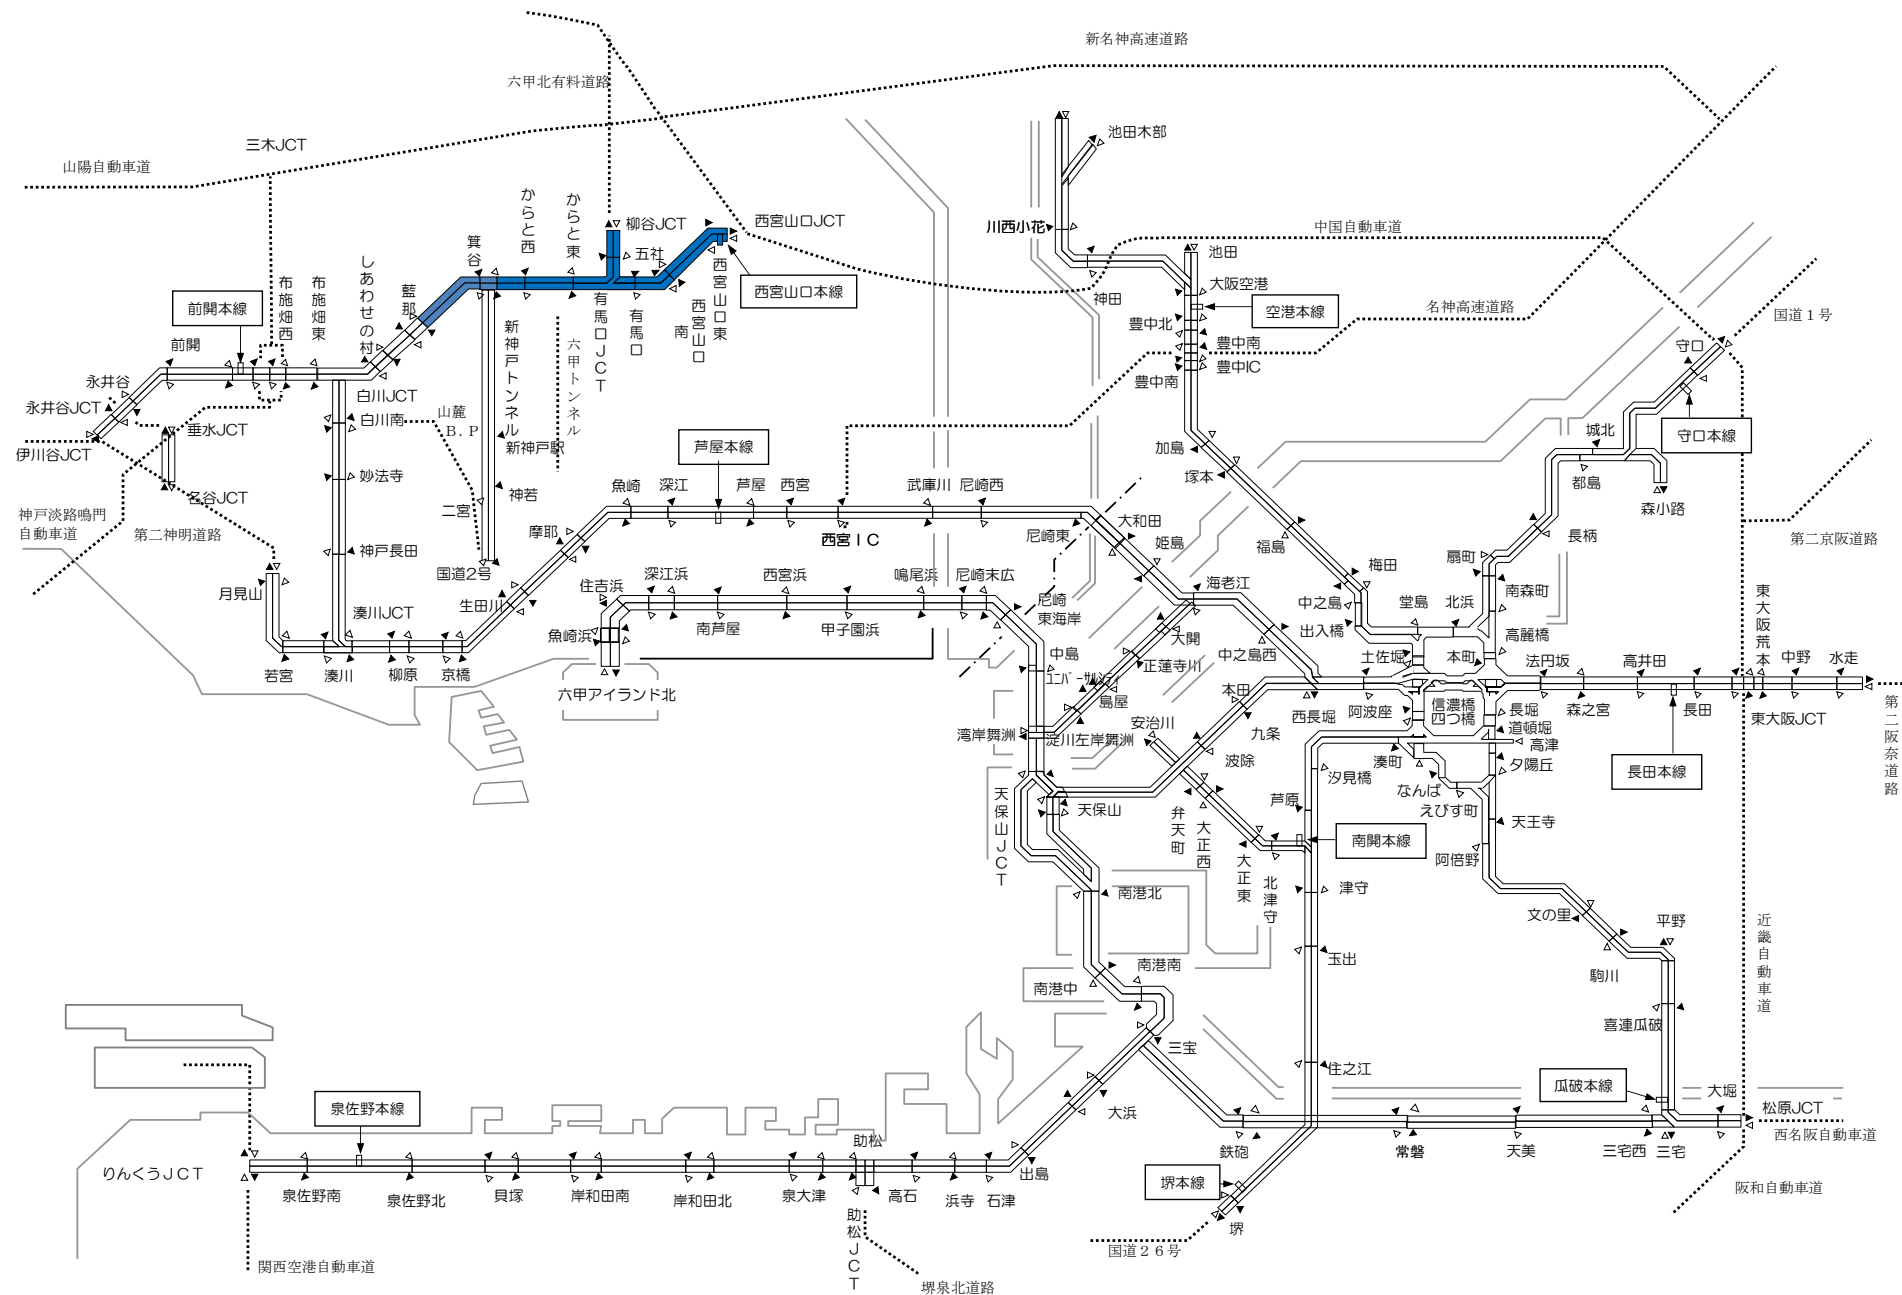 新名神高速道路
六甲北有料道路
三木JCT
山陽自動車道
池田木部
からと西
からと東
柳谷JCT
西宮山口JCT
川西小花
中国自動車道
箕谷
五社
池田
しあわせの村
布施畑西
布施畑東
藍那
西宮山口東
西宮山口南
西宮山口本線
大阪空港
神田
空港本線
名神高速道路
前開本線
有馬口JCT
有馬口
豊中北
国道1号
新神戸トンネル
六甲トンネル
前開
豊中南
豊中IC
豊中南
守口
永井谷
永井谷JCT
白川JCT
山麓
B.P
白川南
垂水JCT
伊川谷JCT
新神戸駅
芦屋本線
加島
城北
守口本線
妙法寺
名谷JCT
神若
二宮
魚崎
深江
芦屋
西宮
武庫川
尼崎西
塚本
都島
森小路
神戸淡路鳴門
自動車道
第二神明道路
摩耶
西宮IC
尼崎東
大和田
姫島
福島
長柄
第二京阪道路
神戸長田
国道2号
月見山
生田川
住吉浜
深江浜
西宮浜
鳴尾浜
尼崎末広
海老江
梅田
扇町
南森町
湊川JCT
魚崎浜
南芦屋
甲子園浜
尼崎
東海岸
中之島
出入橋
堂島
北浜
高麗橋
東大阪荒本
大開
中島
正蓮寺川
ユニバーサルシティ
中之島西
土佐堀
本町
法円坂
高井田
中野
水走
若宮
湊川
柳原
京橋
六甲アイランド北
島屋
本田
安治川
西長堀
阿波座
信濃橋
四つ橋
長堀
道頓堀
森之宮
長田
東大阪JCT
第二阪奈道路
湾岸舞洲
淀川左岸舞洲
九条
波除
湊町
高津
夕陽丘
汐見橋
長田本線
天保山JCT
天保山
芦原
なんば
えびす町
弁天町
大正西
大正東
南開本線
天王寺
阿倍野
南港北
北津守
津守
文の里
平野
近畿自動車道
南港南
南港中
玉出
駒川
喜連瓜破
三宝
住之江
瓜破本線
大堀
泉佐野本線
大浜
松原JCT
西名阪自動車道
助松
鉄砲
常磐
天美
三宅西
三宅
りんくうJCT
泉佐野南
泉佐野北
貝塚
岸和田南
岸和田北
泉大津
高石
浜寺
石津
出島
堺本線
阪和自動車道
助松JCT
堺
国道26号
関西空港自動車道
堺泉北道路